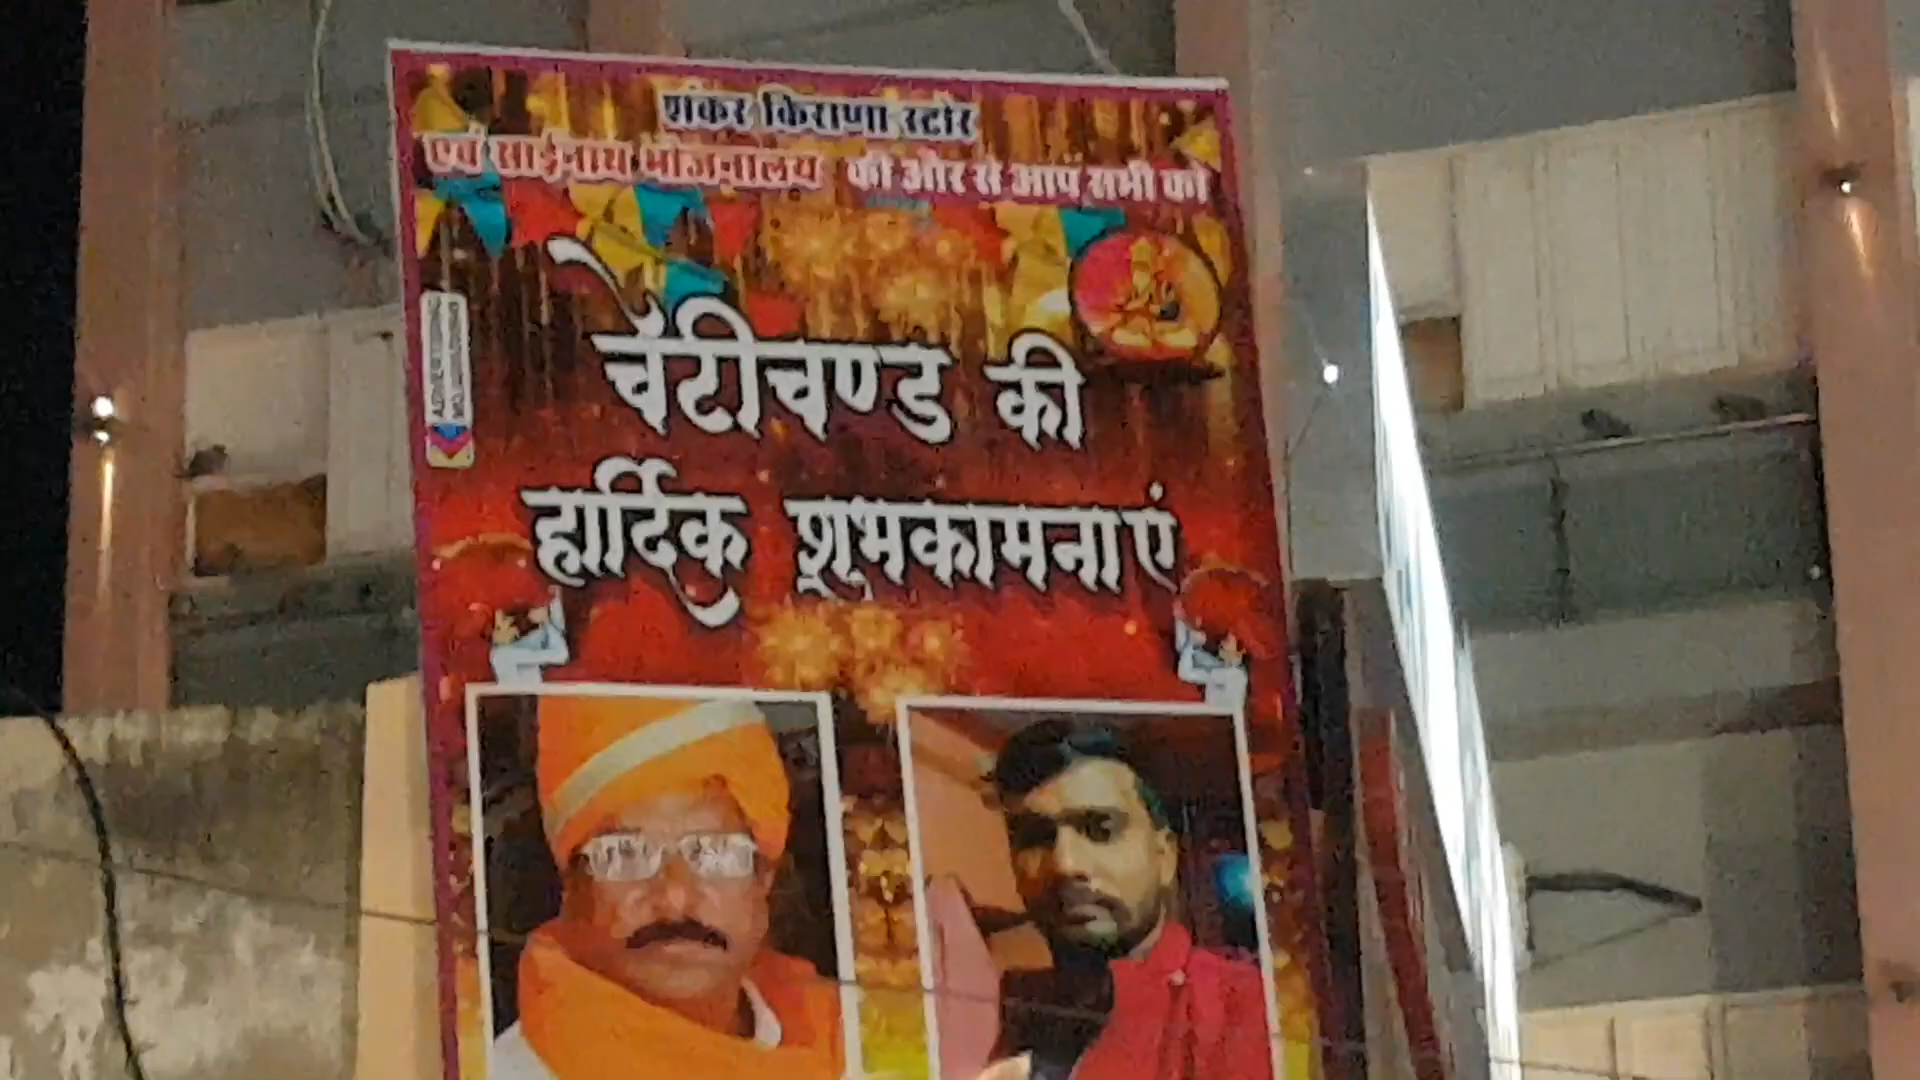 शंकर किराणा स्टोर
एवं साईनाथ भोजनालय की ओर से आप सभी को
चेटीचण्ड की
हार्दिक शुभकामनाएं